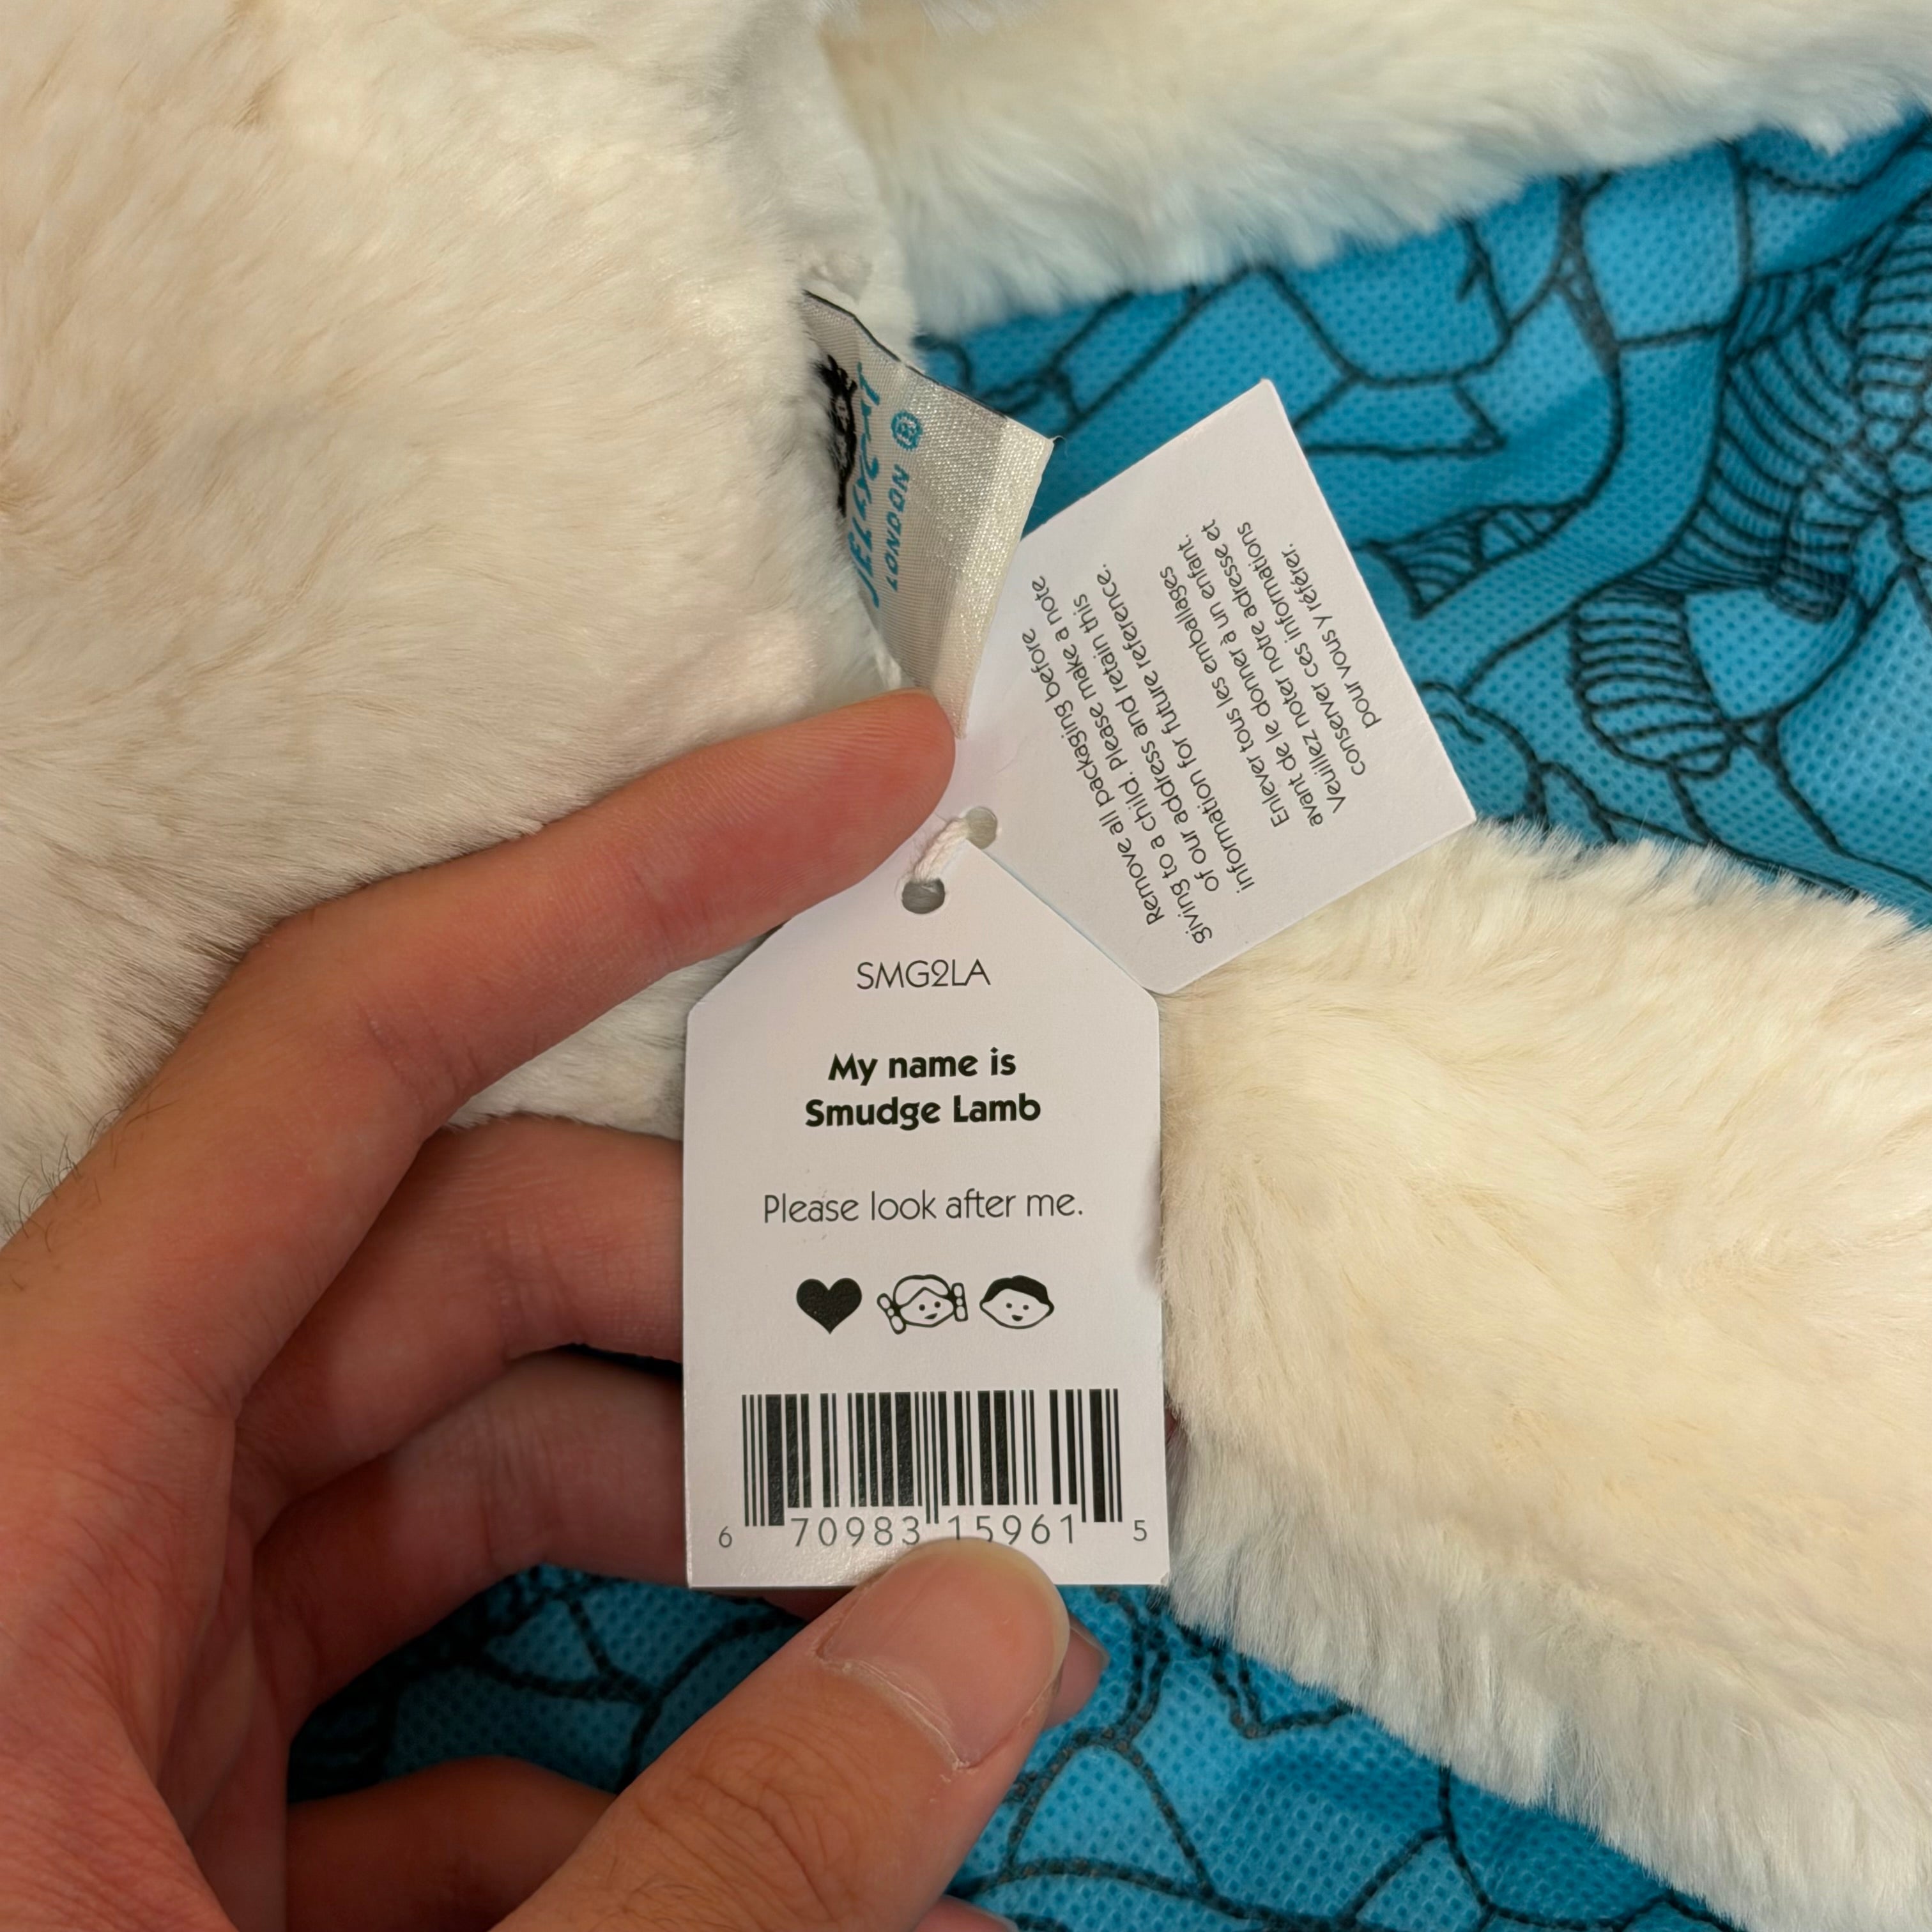 JELLYCAT
LONDON
®
Remove all packaging before
giving to a child. Please make a note
of our address and retain this
information for future reference.
Enlever tous les emballages
avant de le donner à un enfant.
Veuillez noter notre adresse et
conserver ces informations
pour vous y référer.
SMG2LA
My name is
Smudge Lamb
Please look after me.
6 70983 15961 5